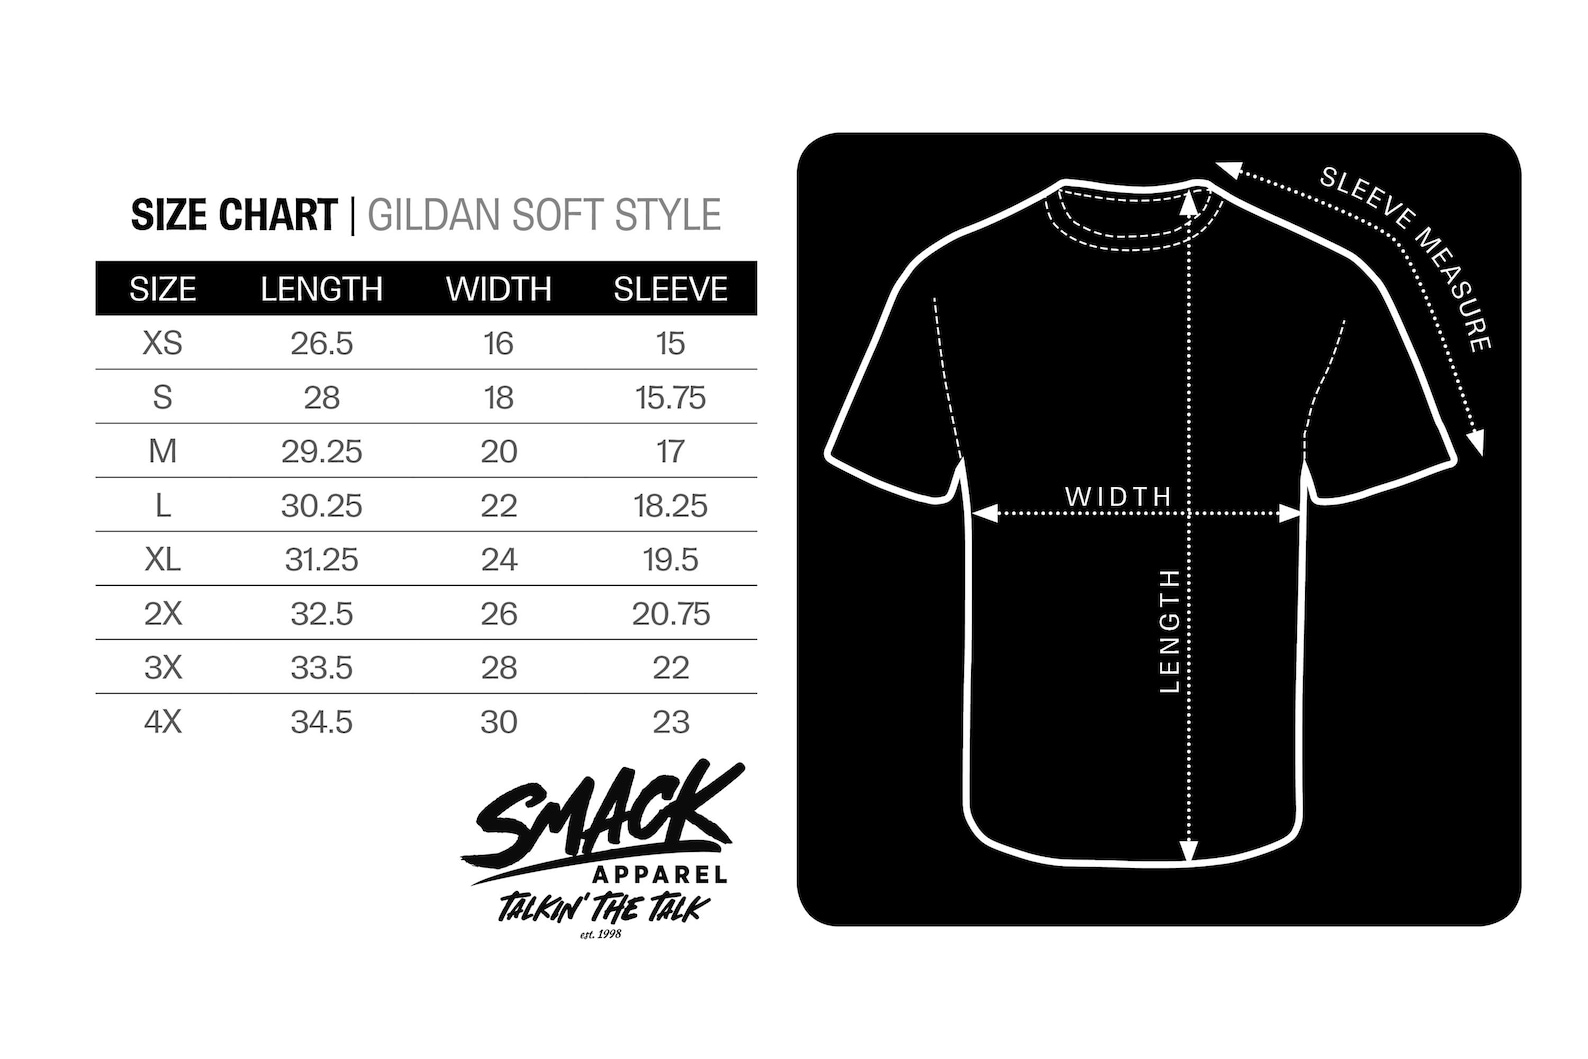 SIZE CHART | GILDAN SOFT STYLE
SIZE LENGTH WIDTH SLEEVE
XS 26.5 16 15
S 28 18 15.75
M 29.25 20 17
L 30.25 22 18.25
XL 31.25 24 19.5
2X 32.5 26 20.75
3X 33.5 28 22
4X 34.5 30 23
SMACK
APPAREL
TALKIN' THE TALK
est. 1998
SLEEVE MEASURE
WIDTH
LENGTH